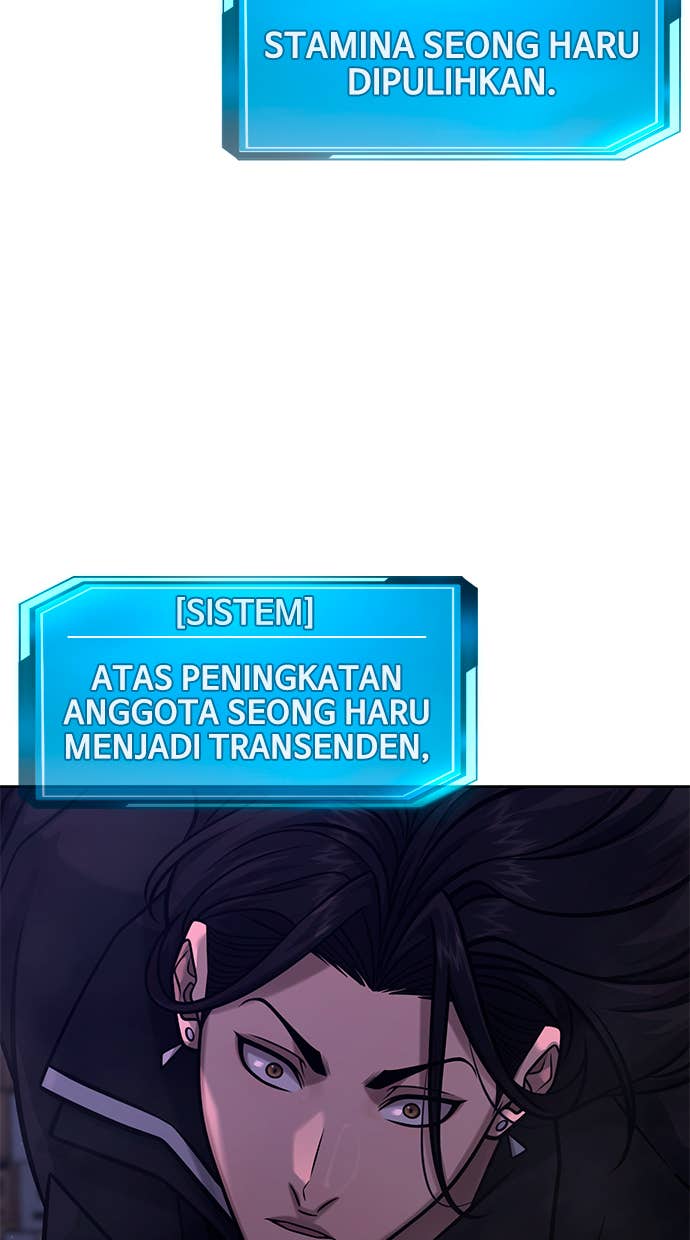 STAMINA SEONG HARU
DIPULIHKAN.
[SISTEM]
ATAS PENINGKATAN
ANGGOTA SEONG HARU
MENJADI TRANSENDEN,